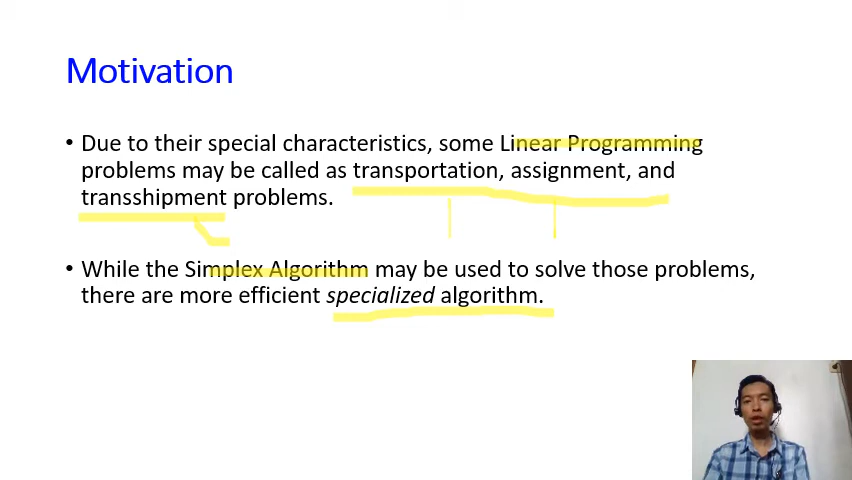 Motivation
• Due to their special characteristics, some Linear Programming
problems may be called as transportation, assignment, and
transshipment problems.
• While the Simplex Algorithm may be used to solve those problems,
there are more efficient specialized algorithm.